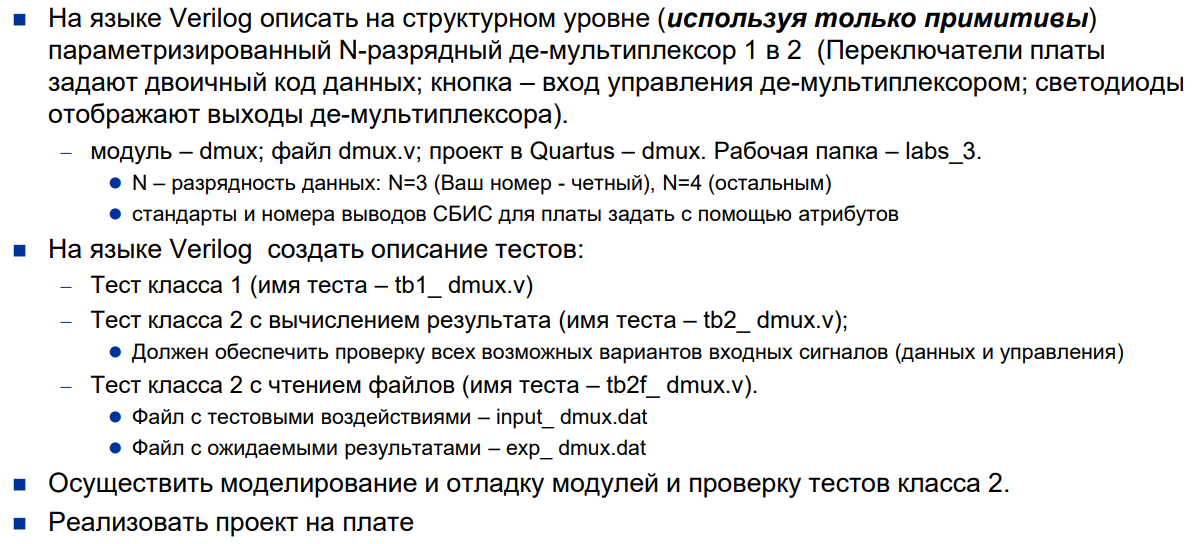 ■ На языке Verilog описать на структурном уровне (используя только примитивы)
параметризированный N-разрядный де-мультиплексор 1 в 2 (Переключатели платы
задают двоичный код данных; кнопка – вход управления де-мультиплексором; светодиоды
отображают выходы де-мультиплексора).
– модуль – dmux; файл dmux.v; проект в Quartus – dmux. Рабочая папка – labs_3.
● N – разрядность данных: N=3 (Ваш номер - четный), N=4 (остальным)
● стандарты и номера выводов СБИС для платы задать с помощью атрибутов
■ На языке Verilog создать описание тестов:
– Тест класса 1 (имя теста – tb1_ dmux.v)
– Тест класса 2 с вычислением результата (имя теста – tb2_ dmux.v);
● Должен обеспечить проверку всех возможных вариантов входных сигналов (данных и управления)
– Тест класса 2 с чтением файлов (имя теста – tb2f_ dmux.v).
● Файл с тестовыми воздействиями – input_ dmux.dat
● Файл с ожидаемыми результатами – exp_ dmux.dat
■ Осуществить моделирование и отладку модулей и проверку тестов класса 2.
■ Реализовать проект на плате